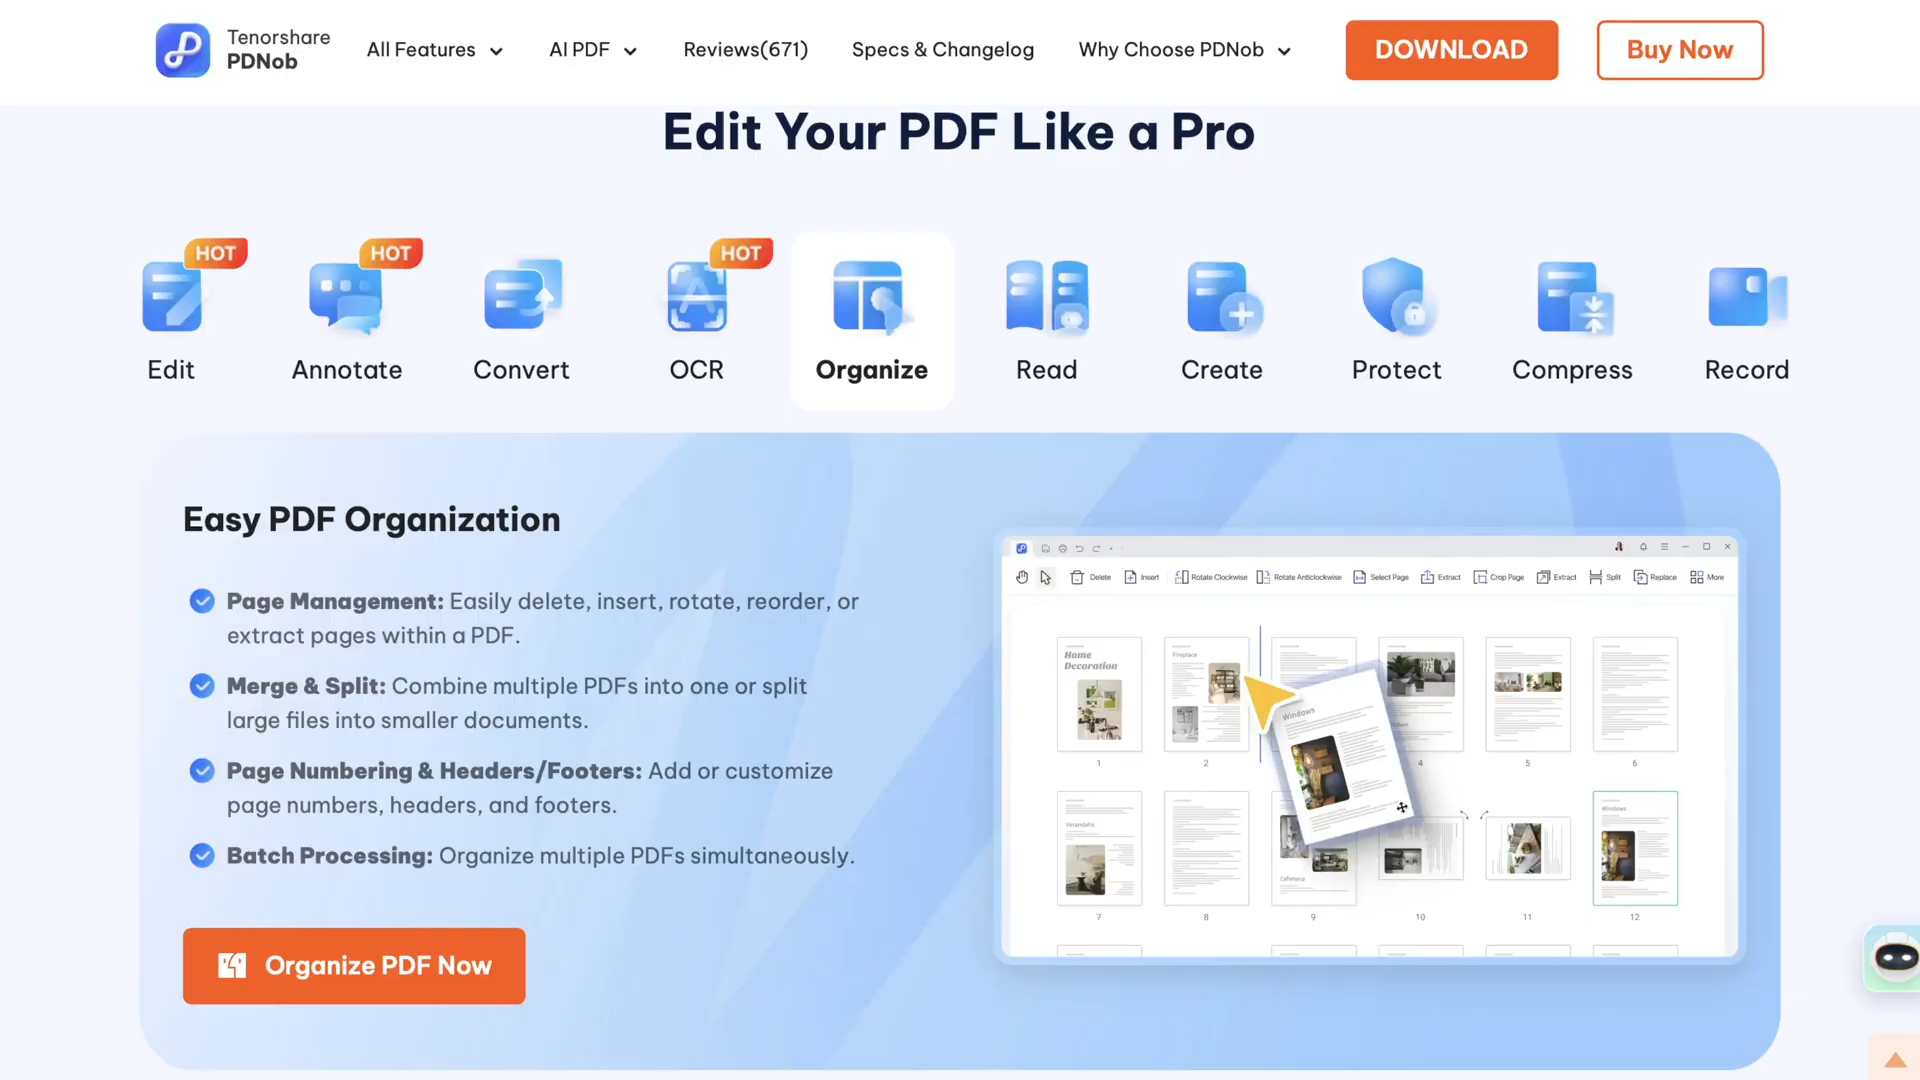 Tenorshare
PDNob
All Features
AI PDF
Reviews(671)
Specs & Changelog
Why Choose PDNob
DOWNLOAD
Buy Now
Edit Your PDF Like a Pro
HOT
HOT
HOT
Edit
Annotate
Convert
OCR
Organize
Read
Create
Protect
Compress
Record
Easy PDF Organization
Page Management: Easily delete, insert, rotate, reorder, or
extract pages within a PDF.
Merge & Split: Combine multiple PDFs into one or split
large files into smaller documents.
Page Numbering & Headers/Footers: Add or customize
page numbers, headers, and footers.
Batch Processing: Organize multiple PDFs simultaneously.
Organize PDF Now
Delete
Insert
Rotate Clockwise
Rotate Anticlockwise
Select Page
Extract
Crop Page
Extract
Split
Replace
More
Home
Decoration
Fireplace
Windows
1
2
4
5
6
Verandahs
Cafeteria
Windows
7
8
9
10
11
12